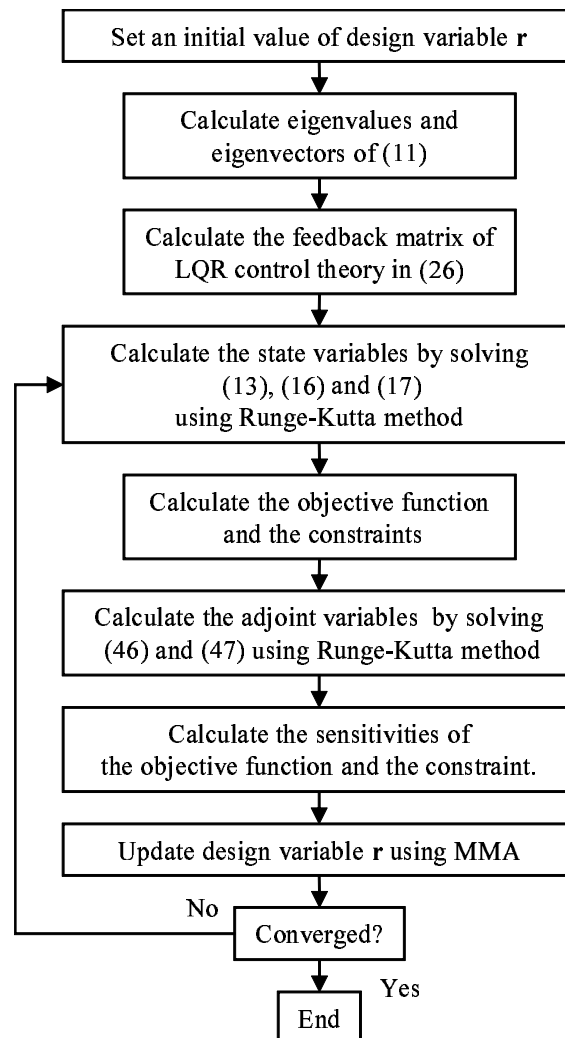 Set an initial value of design variable r
Calculate eigenvalues and
eigenvectors of (11)
Calculate the feedback matrix of
LQR control theory in (26)
Calculate the state variables by solving
(13), (16) and (17)
using Runge-Kutta method
Calculate the objective function
and the constraints
Calculate the adjoint variables by solving
(46) and (47) using Runge-Kutta method
Calculate the sensitivities of
the objective function and the constraint.
Update design variable r using MMA
No
Converged?
Yes
End